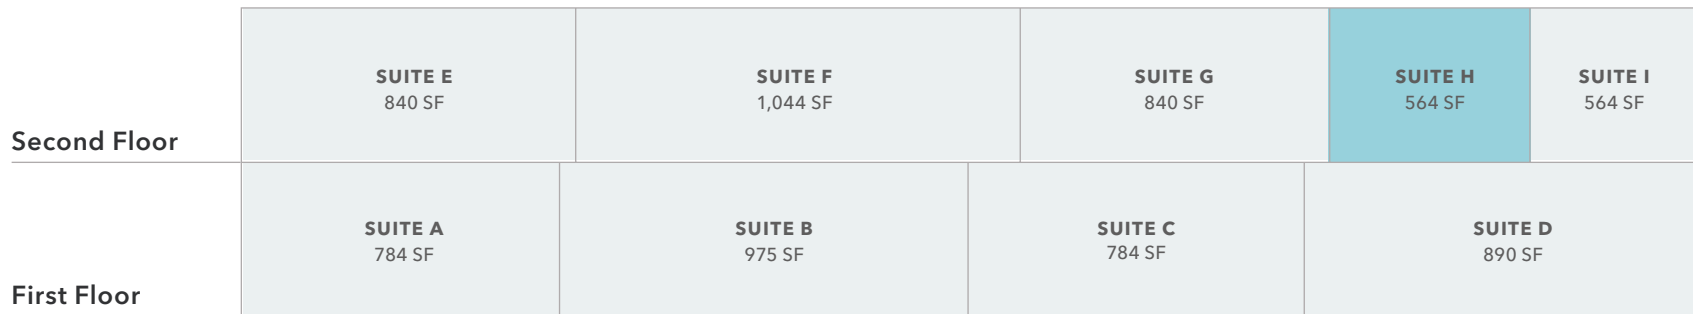 SUITE E
840 SF
SUITE F
1,044 SF
SUITE G
840 SF
SUITE H
564 SF
SUITE I
564 SF
Second Floor
SUITE A
784 SF
SUITE B
975 SF
SUITE C
784 SF
SUITE D
890 SF
First Floor